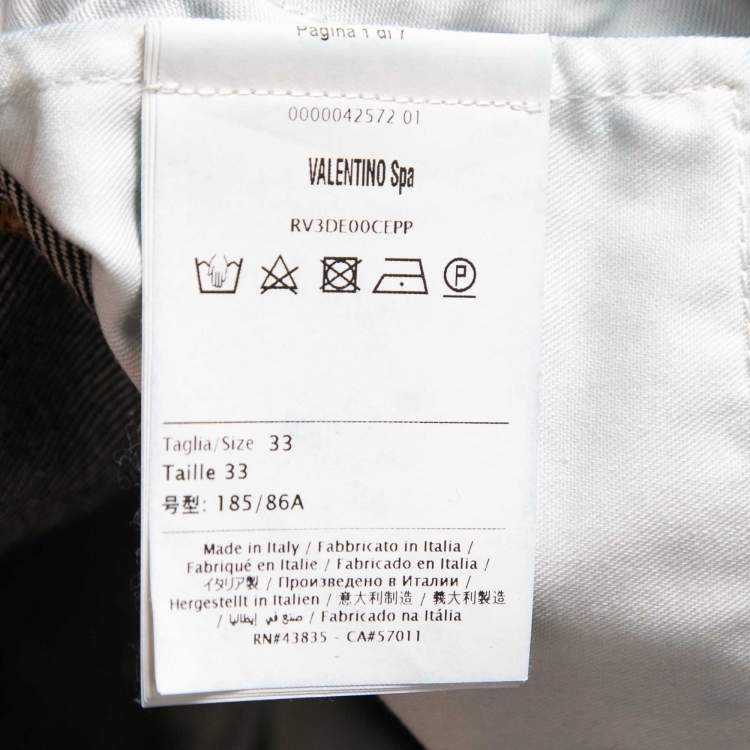 Pagina 1 di 7
0000042572 01
VALENTINO Spa
RV3DE00CEPP
P
Taglia/Size 33
Taille 33
号型: 185/86A
Made in Italy / Fabbricato in Italia /
Fabriqué en Italie / Fabricado en Italia /
イタリア製 / Произведено в Италии /
Hergestellt in Italien / 意大利制造 / 義大利製造
/ صنع في إيطاليا / Fabricado na Itália
RN#43835 - CA#57011